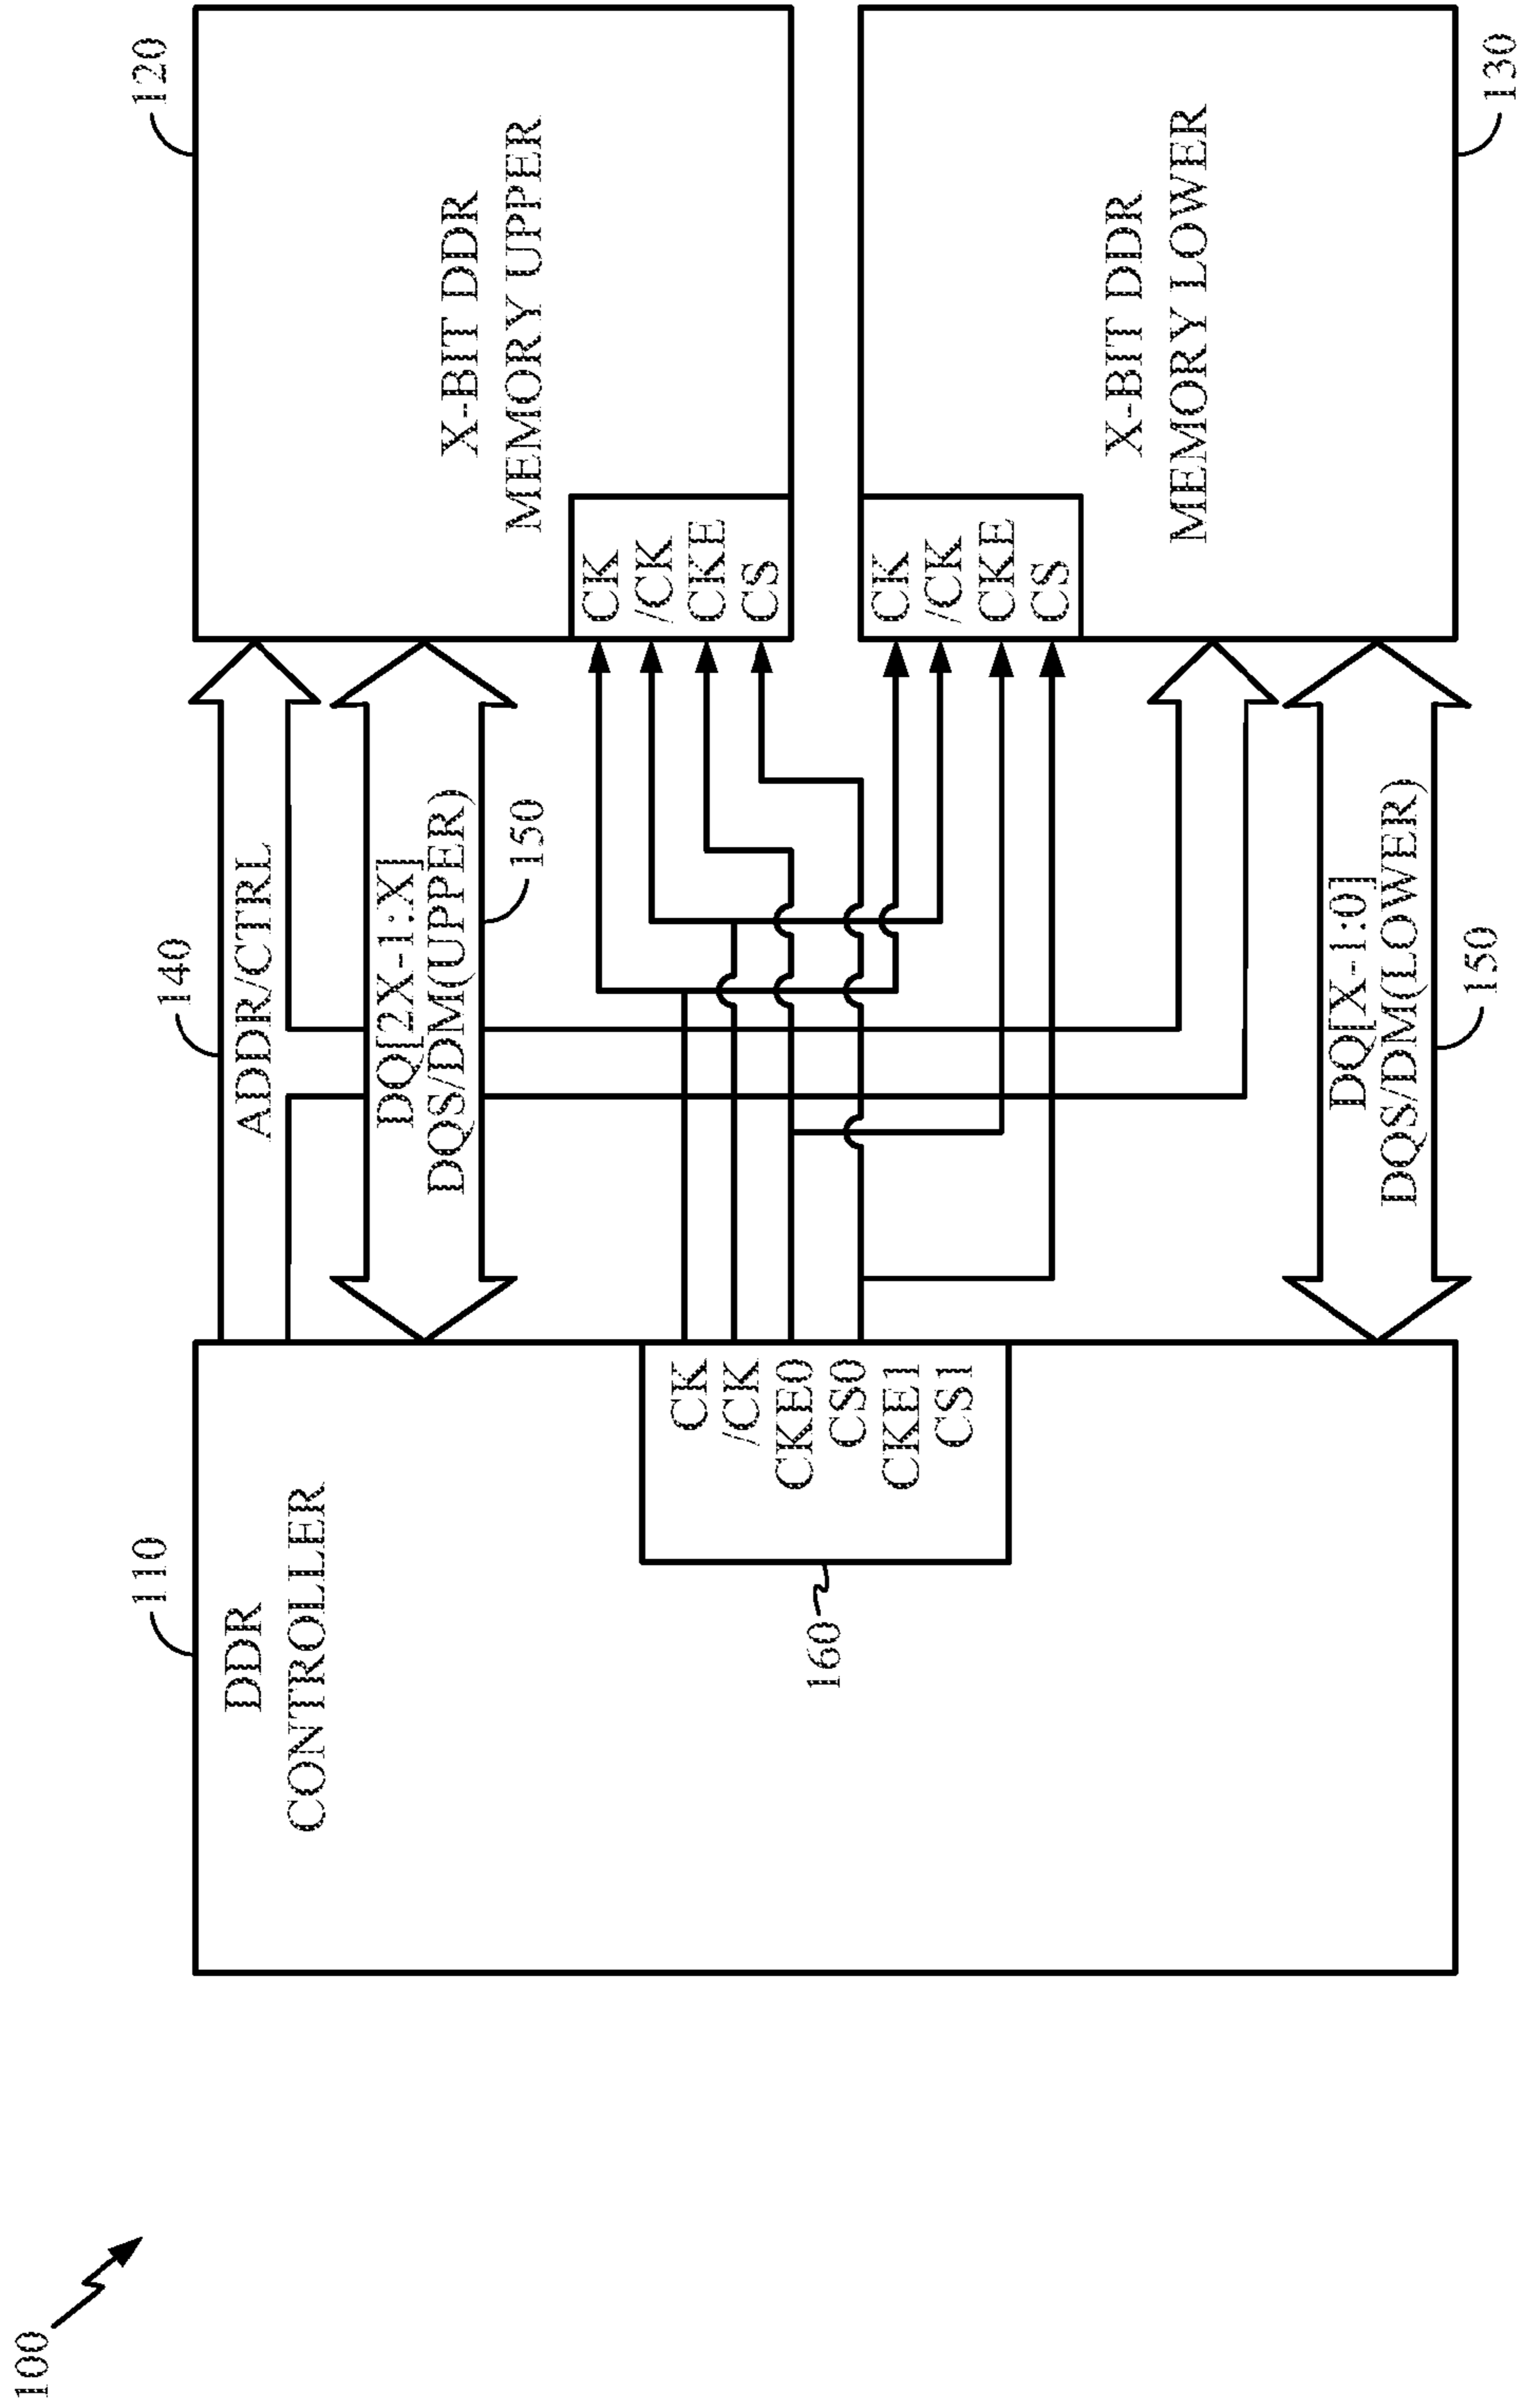 100
110
DDR
CONTROLLER
160
CK
/CK
CKE0
CS0
CKE1
CS1
140
ADDR/CTRL
DQ[2X-1:X]
DQS/DM(UPPER)
150
DQ[X-1:0]
DQS/DM(LOWER)
150
120
X-BIT DDR
MEMORY UPPER
CK
/CK
CKE
CS
130
X-BIT DDR
MEMORY LOWER
CK
/CK
CKE
CS